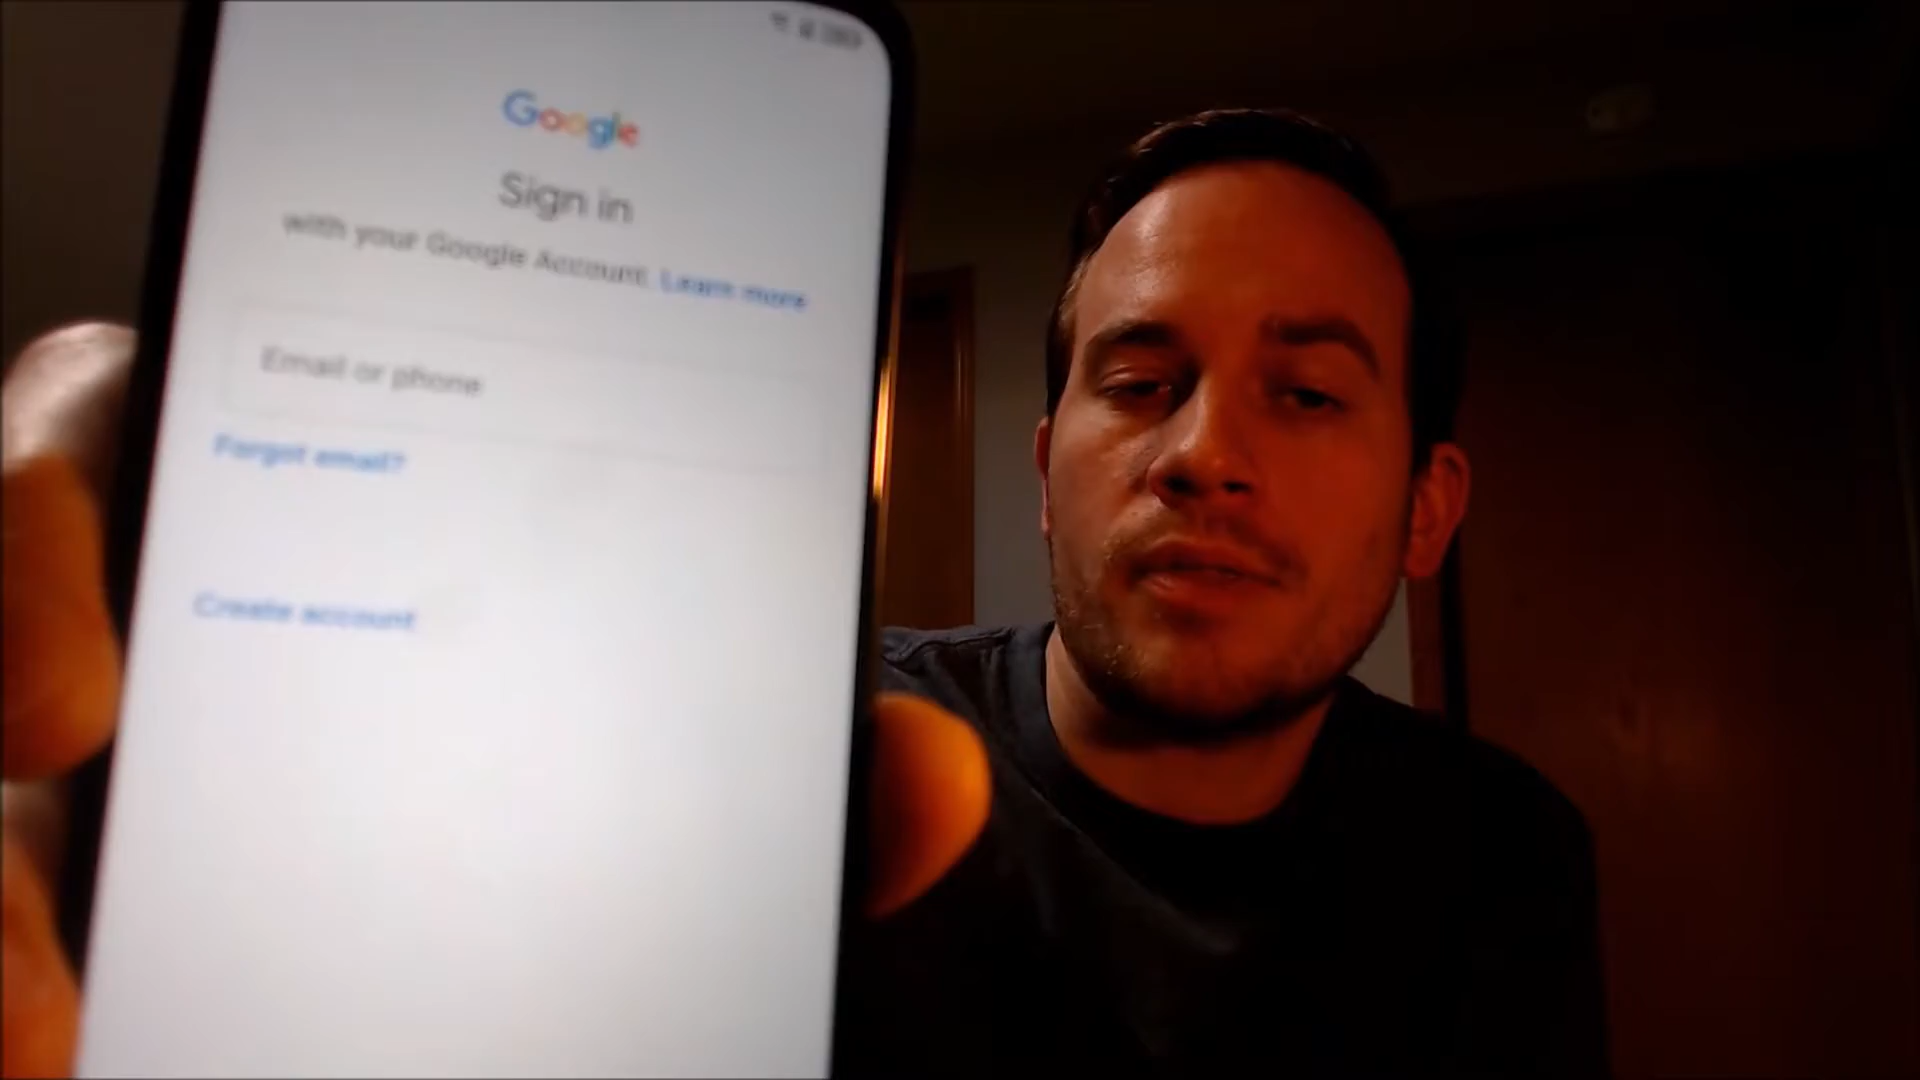 Google
Sign in
with your Google Account. Learn more
Email or phone
Forgot email?
Create account